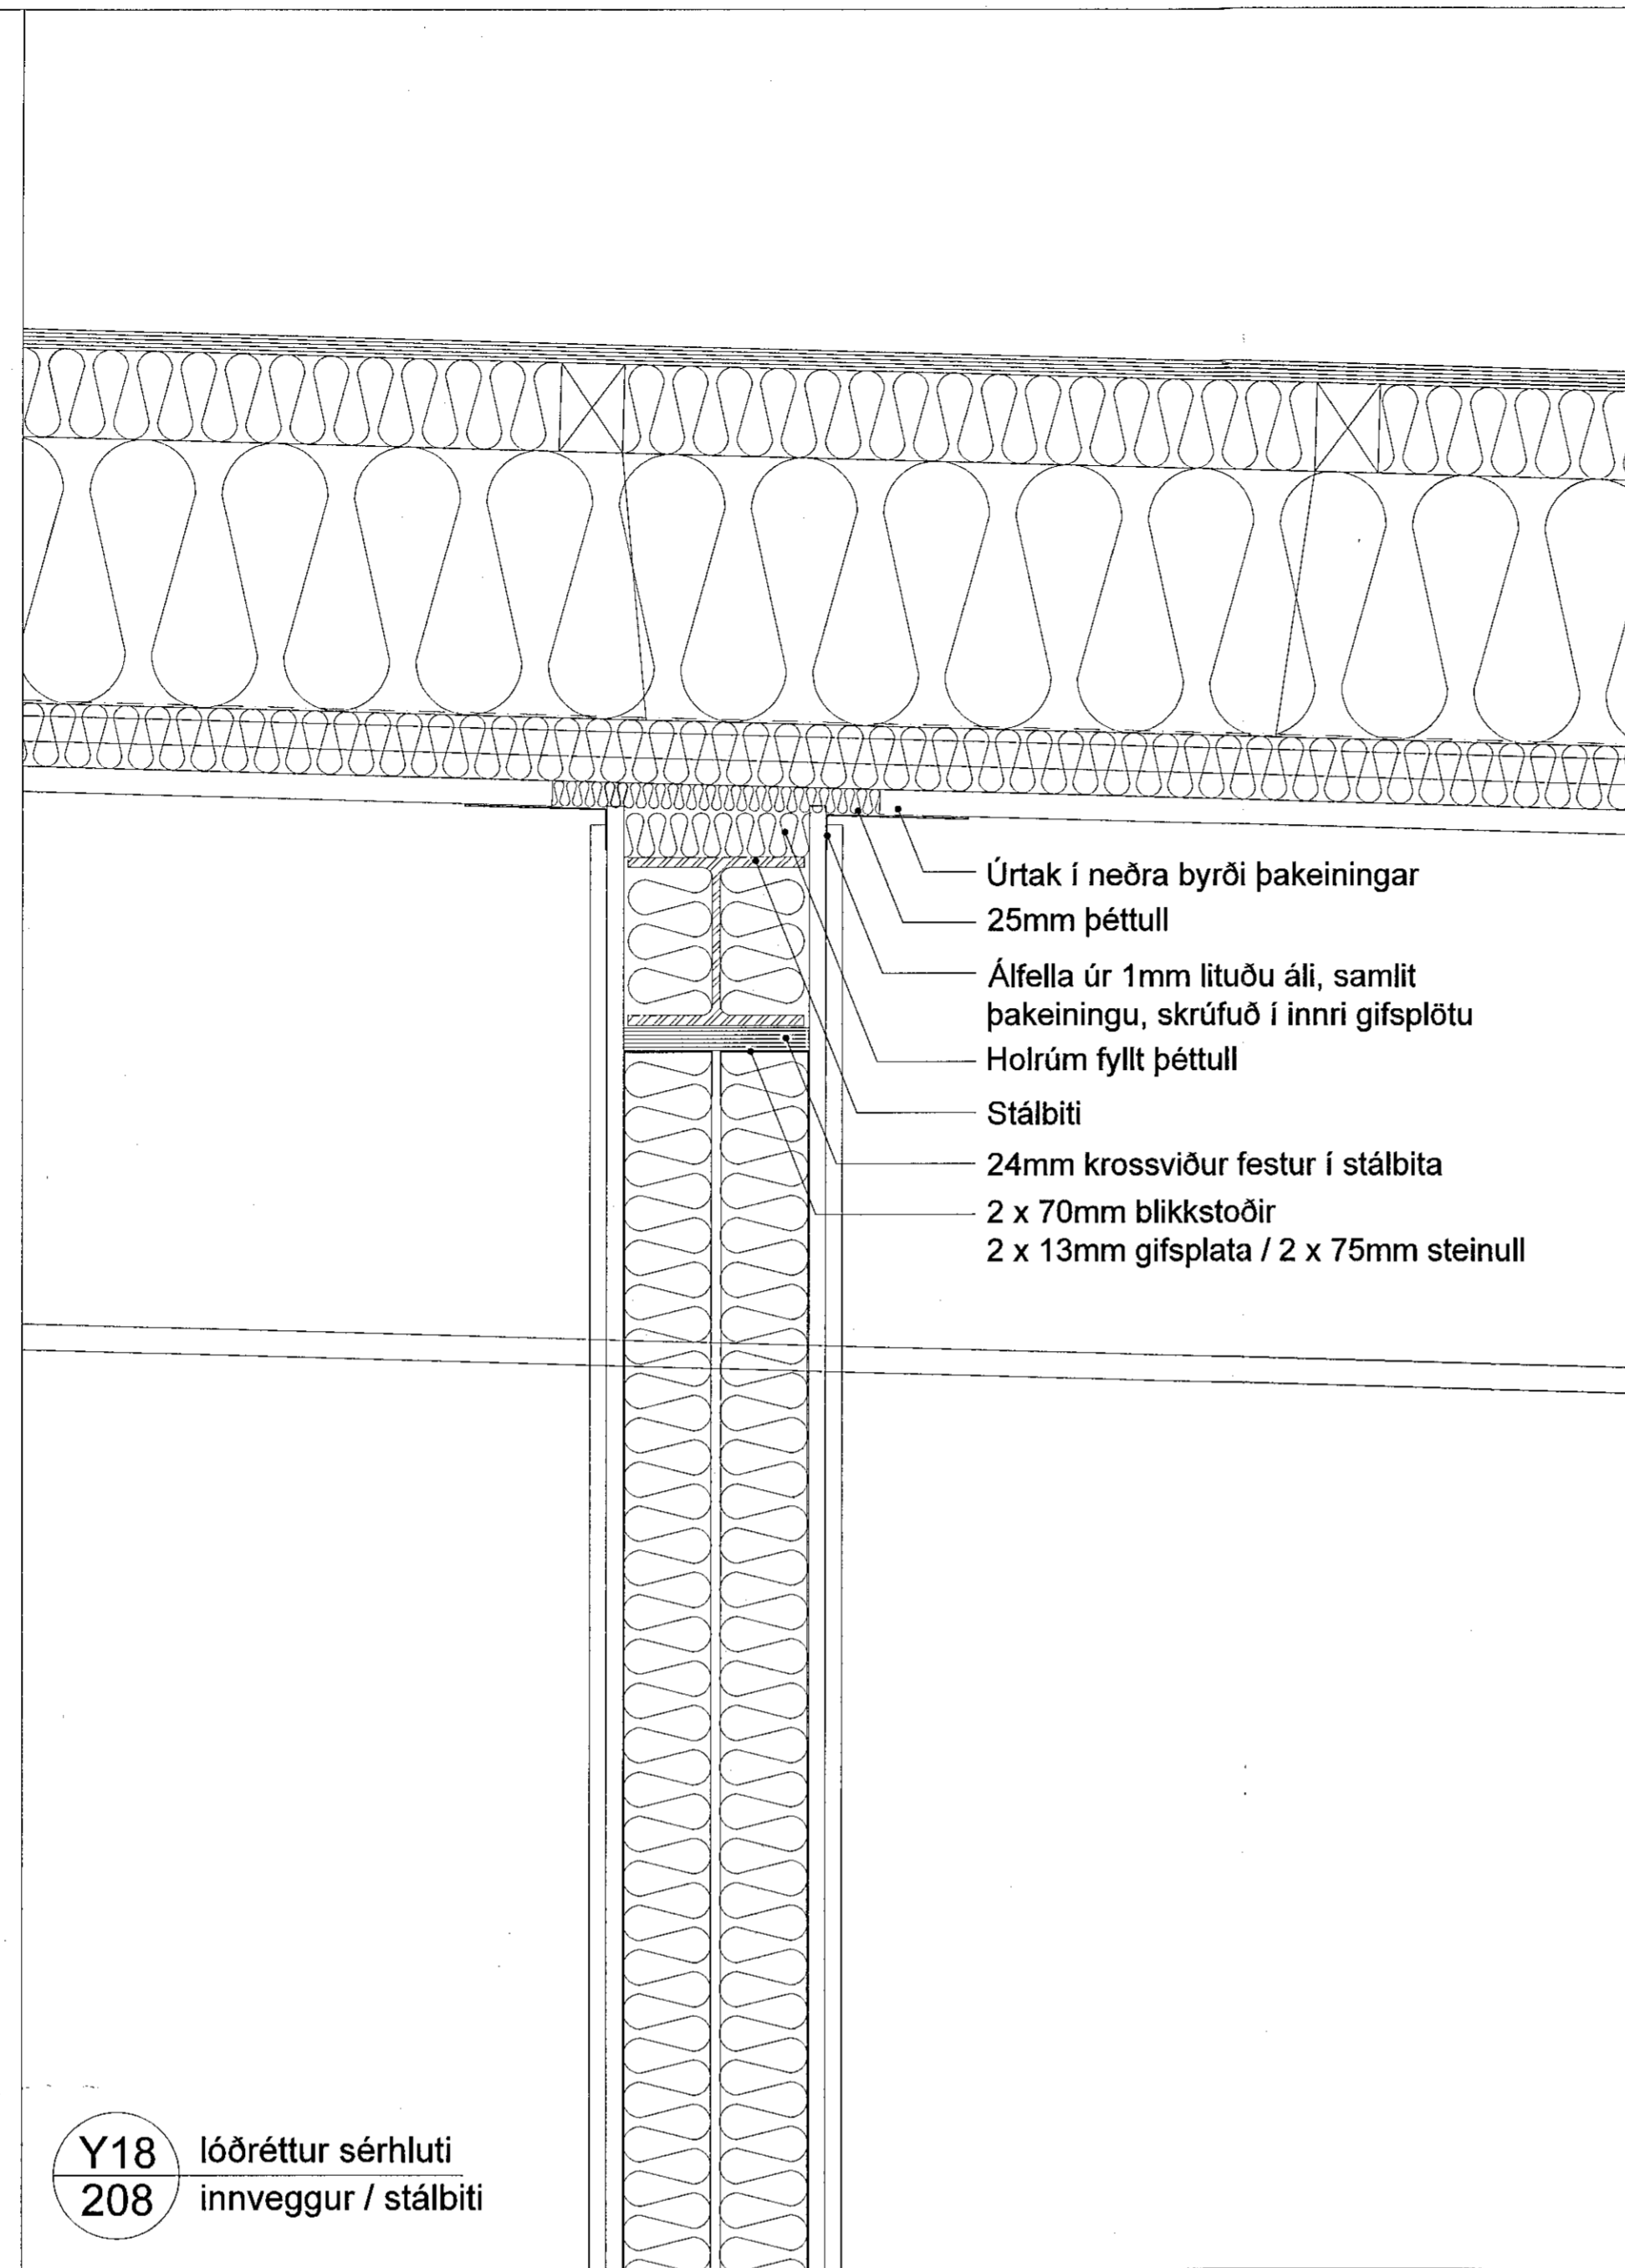 Úrtak í neðra byrði þakeiningar
25mm þéttull
Álfella úr 1mm lituðu áli, samlit
þakeiningu, skrúfuð í innri gifsplötu
Holrúm fyllt þéttull
Stálbiti
24mm krossviður festur í stálbita
2 x 70mm blikkstoðir
2 x 13mm gifsplata / 2 x 75mm steinull
Y18 lóðréttur sérhluti
208 innveggur / stálbiti